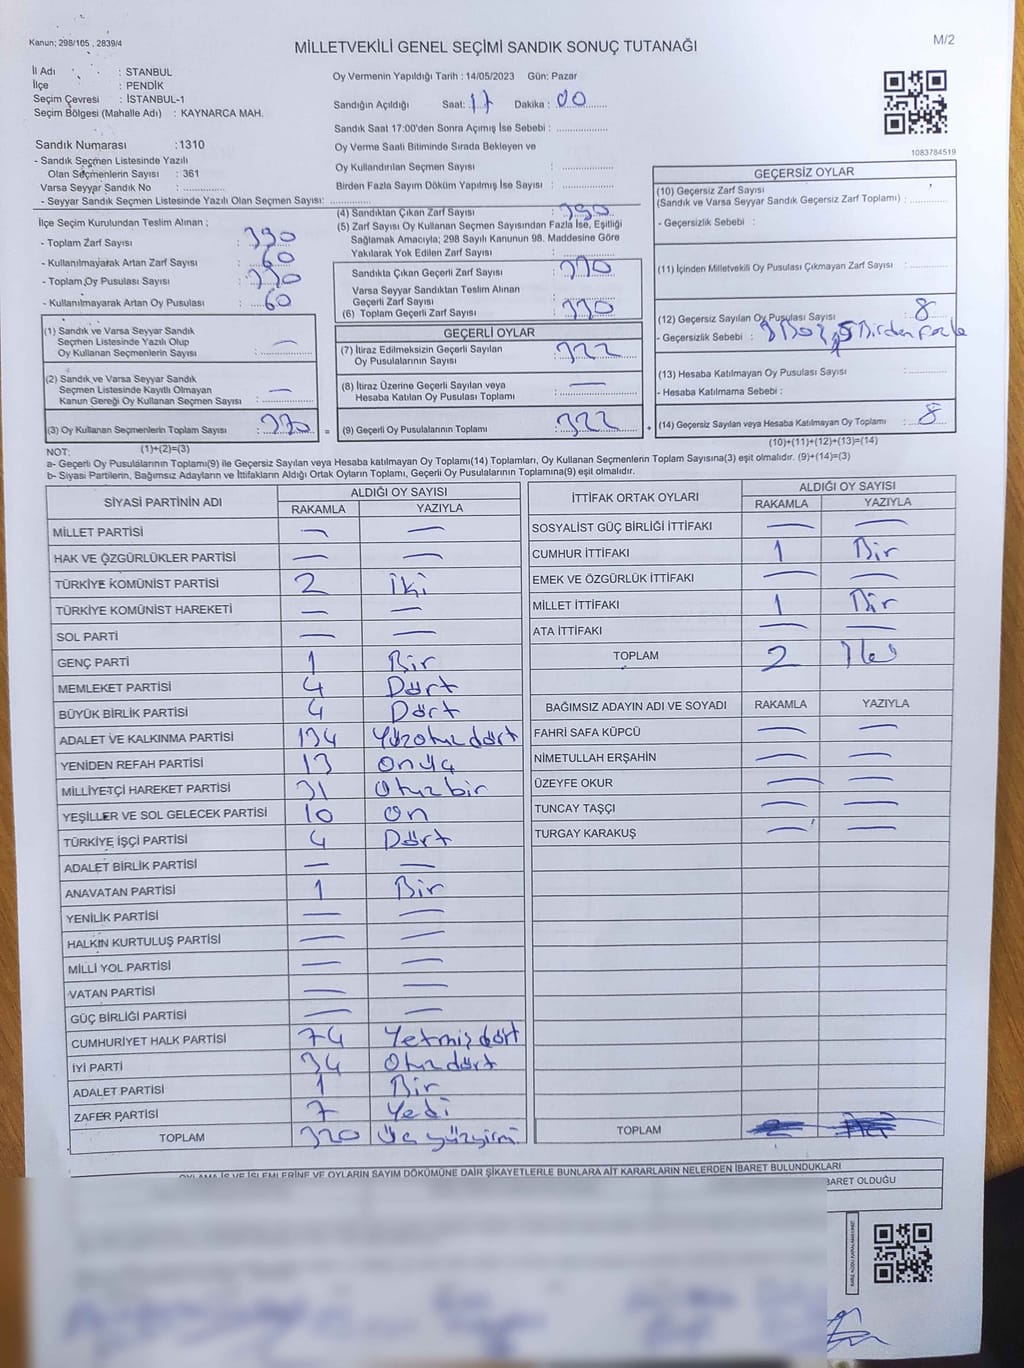 Kanun; 298/105 , 2839/4
MİLLETVEKİLİ GENEL SEÇİMİ SANDIK SONUÇ TUTANAĞI
M/2
İl Adı : STANBUL
İlçe : PENDİK
Seçim Çevresi : İSTANBUL-1
Seçim Bölgesi (Mahalle Adı) : KAYNARCA MAH.
Oy Vermenin Yapıldığı Tarih : 14/05/2023 Gün: Pazar
Sandığın Açıldığı Saat: 17 Dakika : 00
Sandık Saat 17:00'den Sonra Açımış İse Sebebi :
Oy Verme Saati Bitiminde Sırada Bekleyen ve
Oy Kullandırılan Seçmen Sayısı :
Birden Fazla Sayım Döküm Yapılmış İse Sayısı :
1083784519
Sandık Numarası :1310
- Sandık Seçmen Listesinde Yazılı
Olan Seçmenlerin Sayısı : 361
Varsa Seyyar Sandık No :
- Seyyar Sandık Seçmen Listesinde Yazılı Olan Seçmen Sayısı:
İlçe Seçim Kurulundan Teslim Alınan ;
- Toplam Zarf Sayısı : 390
- Kullanılmayarak Artan Zarf Sayısı : 60
- Toplam Oy Pusulası :
- Kullanılmayarak Artan Oy Pusulası : 60
(1) Sandık ve Varsa Seyyar Sandık
Seçmen Listesinde Yazılı Olup
Oy Kullanan Seçmenlerin Sayısı : —
(2) Sandık ve Varsa Seyyar Sandık
Seçmen Listesinde Kayıtlı Olmayan
Kanun Gereği Oy Kullanan Seçmen Sayısı : —
(3) Oy Kullanan Seçmenlerin Toplam Sayısı : 330
(1)+(2)=(3)
(4) Sandıktan Çıkan Zarf Sayısı :
(5) Zarf Sayısı Oy Kullanan Seçmen Sayısından Fazla İse, Eşitliği
Sağlamak Amacıyla; 298 Sayılı Kanunun 98. Maddesine Göre
Yakılarak Yok Edilen Zarf Sayısı :
Sandıkta Çıkan Geçerli Zarf Sayısı : 330
Varsa Seyyar Sandıktan Teslim Alınan
Geçerli Zarf Sayısı
(6) Toplam Geçerli Zarf Sayısı : 330
GEÇERLİ OYLAR
(7) İtiraz Edilmeksizin Geçerli Sayılan
Oy Pusulalarının Sayısı : 322
(8) İtiraz Üzerine Geçerli Sayılan veya
Hesaba Katılan Oy Pusulaları Toplamı : —
= (9) Geçerli Oy Pusulalarının Toplamı : 322
GEÇERSİZ OYLAR
(10) Geçersiz Zarf Sayısı
(Sandık ve Varsa Seyyar Sandık Geçersiz Zarf Toplamı) :
- Geçersizlik Sebebi :
(11) İçinden Milletvekili Oy Pusulası Çıkmayan Zarf Sayısı :
(12) Geçersiz Sayılan Oy Pusulası Sayısı : 8
- Geçersizlik Sebebi : 3 Boş, 5 Birden fazla
(13) Hesaba Katılmayan Oy Pusulası Sayısı :
- Hesaba Katılmama Sebebi :
+ (14) Geçersiz Sayılan veya Hesaba Katılmayan Oy Toplamı : 8
(10)+(11)+(12)+(13)=(14)
NOT:
a- Geçerli Oy Pusulalarının Toplamı(9) ile Geçersiz Sayılan veya Hesaba katılmayan Oy Toplamı(14) Toplamları, Oy Kullanan Seçmenlerin Toplam Sayısına(3) eşit olmalıdır. (9)+(14)=(3)
b- Siyasi Partilerin, Bağımsız Adayların ve İttifakların Aldığı Ortak Oyların Toplamı, Geçerli Oy Pusulalarının Toplamına(9) eşit olmalıdır.
SİYASİ PARTİNİN ADI ALDIĞI OY SAYISI
RAKAMLA YAZIYLA
MİLLET PARTİSİ — —
HAK VE ÖZGÜRLÜKLER PARTİSİ — —
TÜRKİYE KOMÜNİST PARTİSİ 2 İki
TÜRKİYE KOMÜNİST HAREKETİ — —
SOL PARTİ — —
GENÇ PARTİ 1 Bir
MEMLEKET PARTİSİ 4 Dört
BÜYÜK BİRLİK PARTİSİ 4 Dört
ADALET VE KALKINMA PARTİSİ 134 Yüzotuzdört
YENİDEN REFAH PARTİSİ 13 Onüç
MİLLİYETÇİ HAREKET PARTİSİ 31 Otuzbir
YEŞİLLER VE SOL GELECEK PARTİSİ 10 On
TÜRKİYE İŞÇİ PARTİSİ 4 Dört
ADALET BİRLİK PARTİSİ — —
ANAVATAN PARTİSİ 1 Bir
YENİLİK PARTİSİ — —
HALKIN KURTULUŞ PARTİSİ — —
MİLLİ YOL PARTİSİ — —
VATAN PARTİSİ — —
GÜÇ BİRLİĞİ PARTİSİ — —
CUMHURİYET HALK PARTİSİ 74 Yetmişdört
İYİ PARTİ 34 Otuzdört
ADALET PARTİSİ 1 Bir
ZAFER PARTİSİ 7 Yedi
TOPLAM 320 Üçyüzyirmi
İTTİFAK ORTAK OYLARI ALDIĞI OY SAYISI
RAKAMLA YAZIYLA
SOSYALİST GÜÇ BİRLİĞİ İTTİFAKI — —
CUMHUR İTTİFAKI 1 Bir
EMEK VE ÖZGÜRLÜK İTTİFAKI — —
MİLLET İTTİFAKI 1 Bir
ATA İTTİFAKI — —
TOPLAM 2 İki
BAĞIMSIZ ADAYIN ADI VE SOYADI RAKAMLA YAZIYLA
FAHRİ SAFA KÜPCÜ — —
NİMETULLAH ERŞAHİN — —
ÜZEYFE OKUR — —
TUNCAY TAŞÇI — —
TURGAY KARAKUŞ — —
TOPLAM
OYLAMA İŞ VE İŞLEMLERİNE VE OYLARIN SAYIM DÖKÜMÜNE DAİR ŞİKAYETLERLE BUNLARA AİT KARARLARIN NELERDEN İBARET BULUNDUKLARI
BARET OLDUĞU